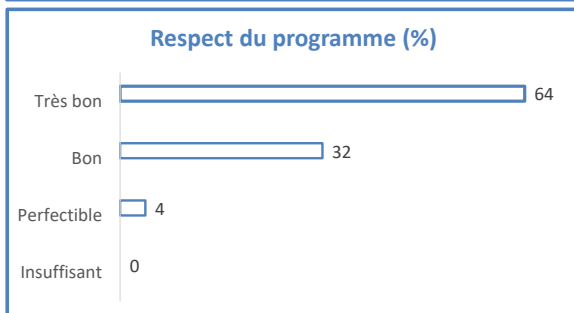 Respect du programme (%)
Très bon 64
Bon 32
Perfectible 4
Insuffisant 0